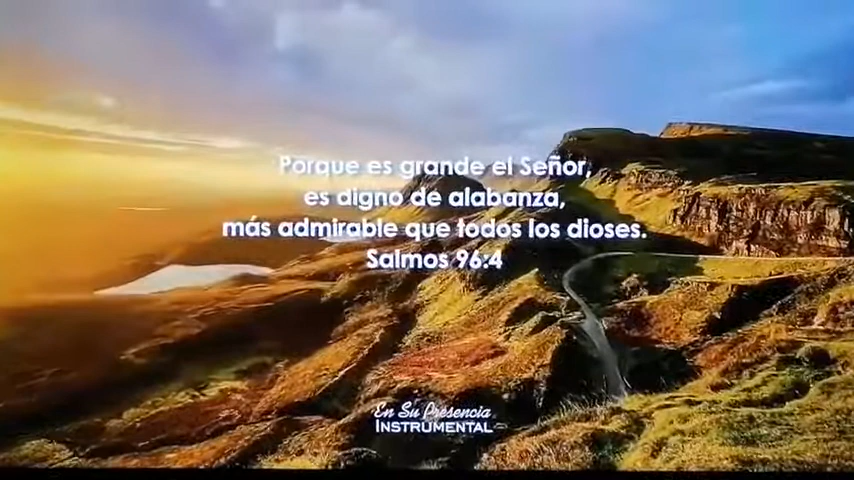 Porque es grande el Señor,
es digno de alabanza,
más admirable que todos los dioses.
Salmos 96:4
En Su Presencia
INSTRUMENTAL